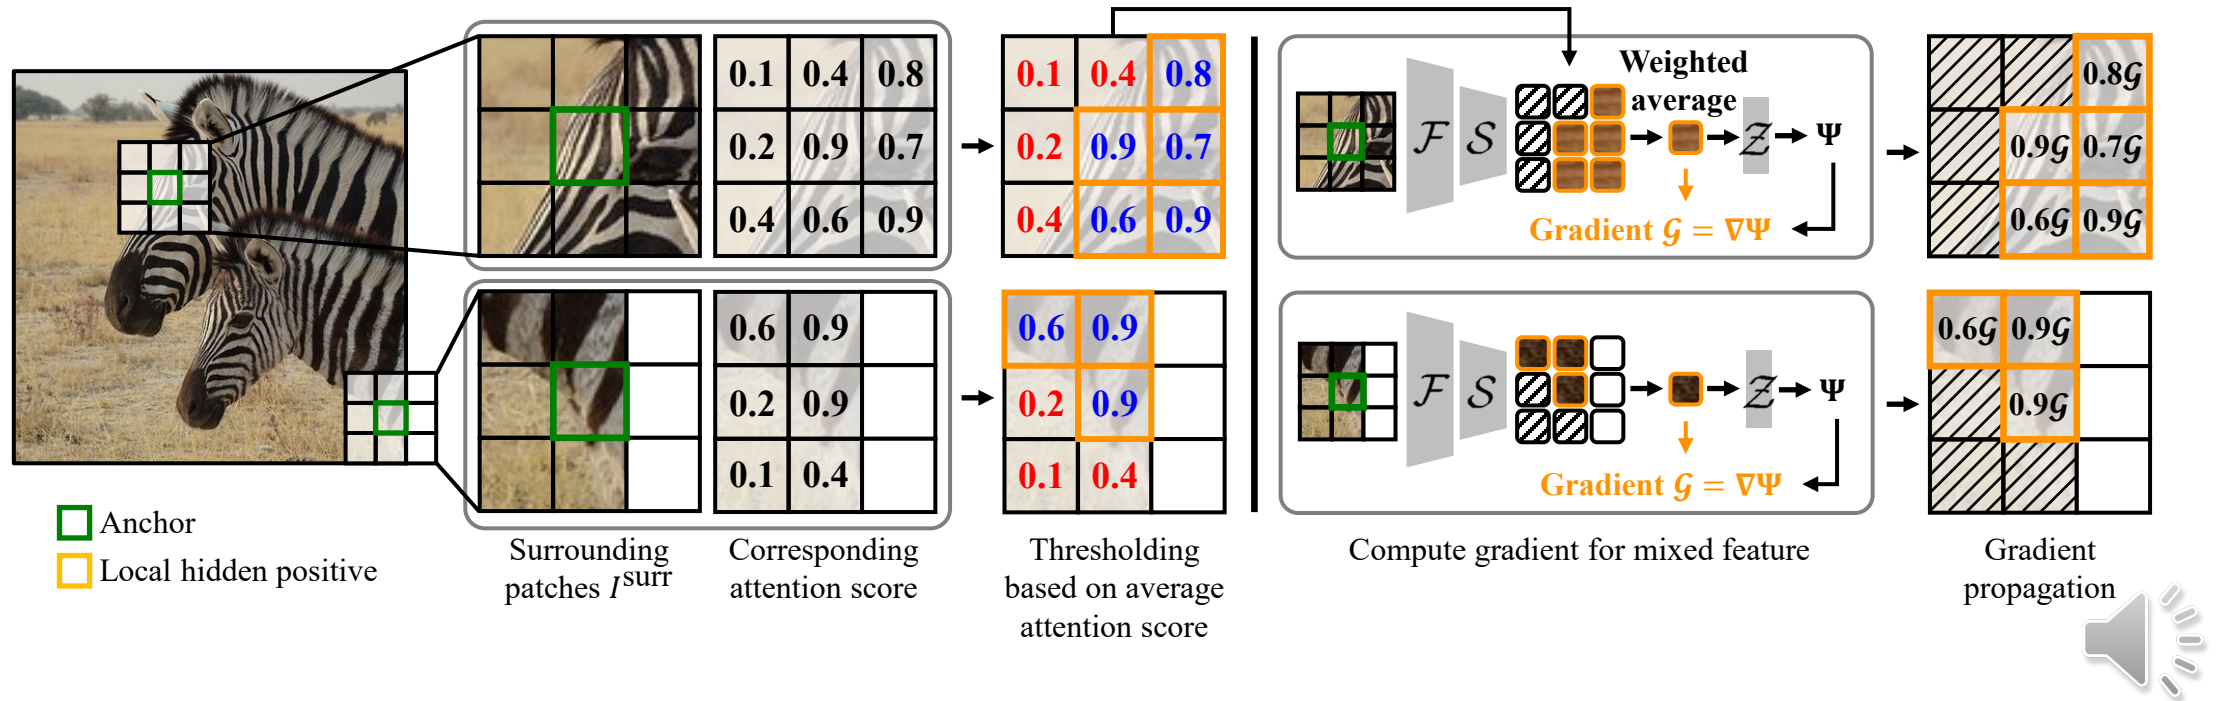 0.1 0.4 0.8
0.2 0.9 0.7
0.4 0.6 0.9
0.1 0.4 0.8
0.2 0.9 0.7
0.4 0.6 0.9
Weighted
average
ℱ 𝒮 𝒵 Ψ
Gradient 𝒢 = ∇Ψ
0.8𝒢
0.9𝒢 0.7𝒢
0.6𝒢 0.9𝒢
0.6 0.9
0.2 0.9
0.1 0.4
0.6 0.9
0.2 0.9
0.1 0.4
ℱ 𝒮 𝒵 Ψ
Gradient 𝒢 = ∇Ψ
0.6𝒢 0.9𝒢
0.9𝒢
Anchor
Local hidden positive
Surrounding
patches I^surr
Corresponding
attention score
Thresholding
based on average
attention score
Compute gradient for mixed feature
Gradient
propagation